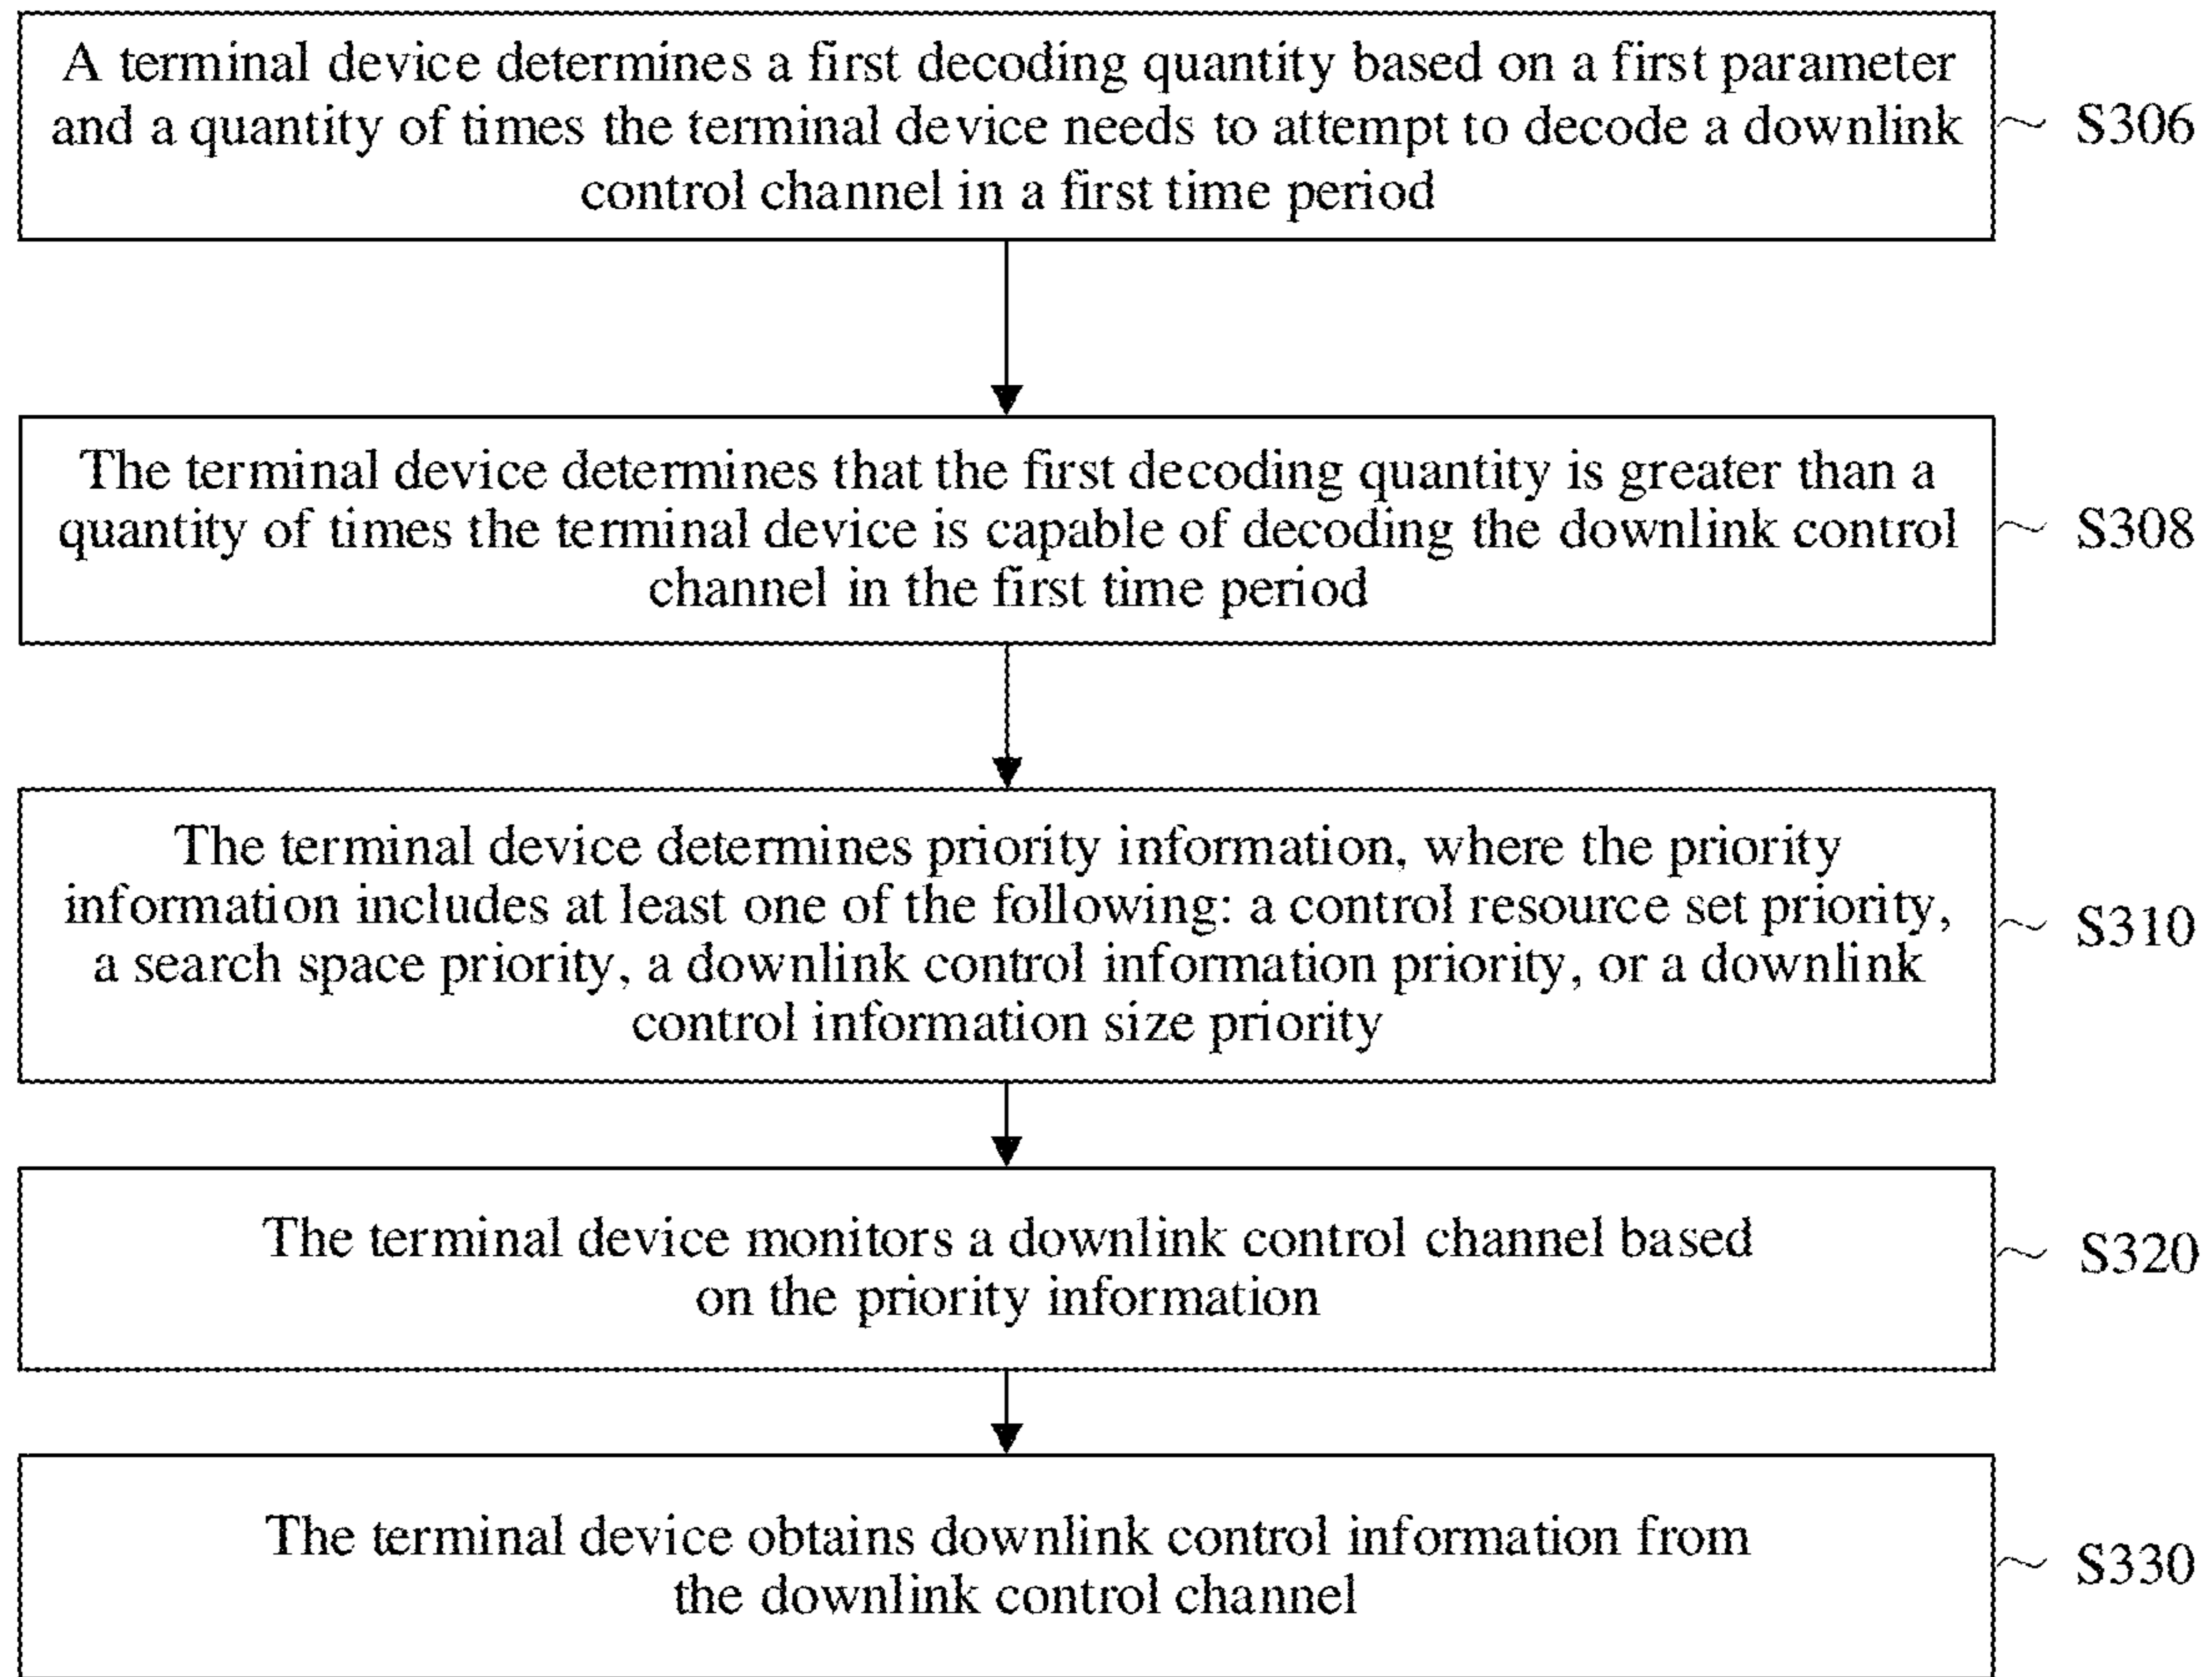 A terminal device determines a first decoding quantity based on a first parameter
and a quantity of times the terminal device needs to attempt to decode a downlink
control channel in a first time period
S306
The terminal device determines that the first decoding quantity is greater than a
quantity of times the terminal device is capable of decoding the downlink control
channel in the first time period
S308
The terminal device determines priority information, where the priority
information includes at least one of the following: a control resource set priority,
a search space priority, a downlink control information priority, or a downlink
control information size priority
S310
The terminal device monitors a downlink control channel based
on the priority information
S320
The terminal device obtains downlink control information from
the downlink control channel
S330